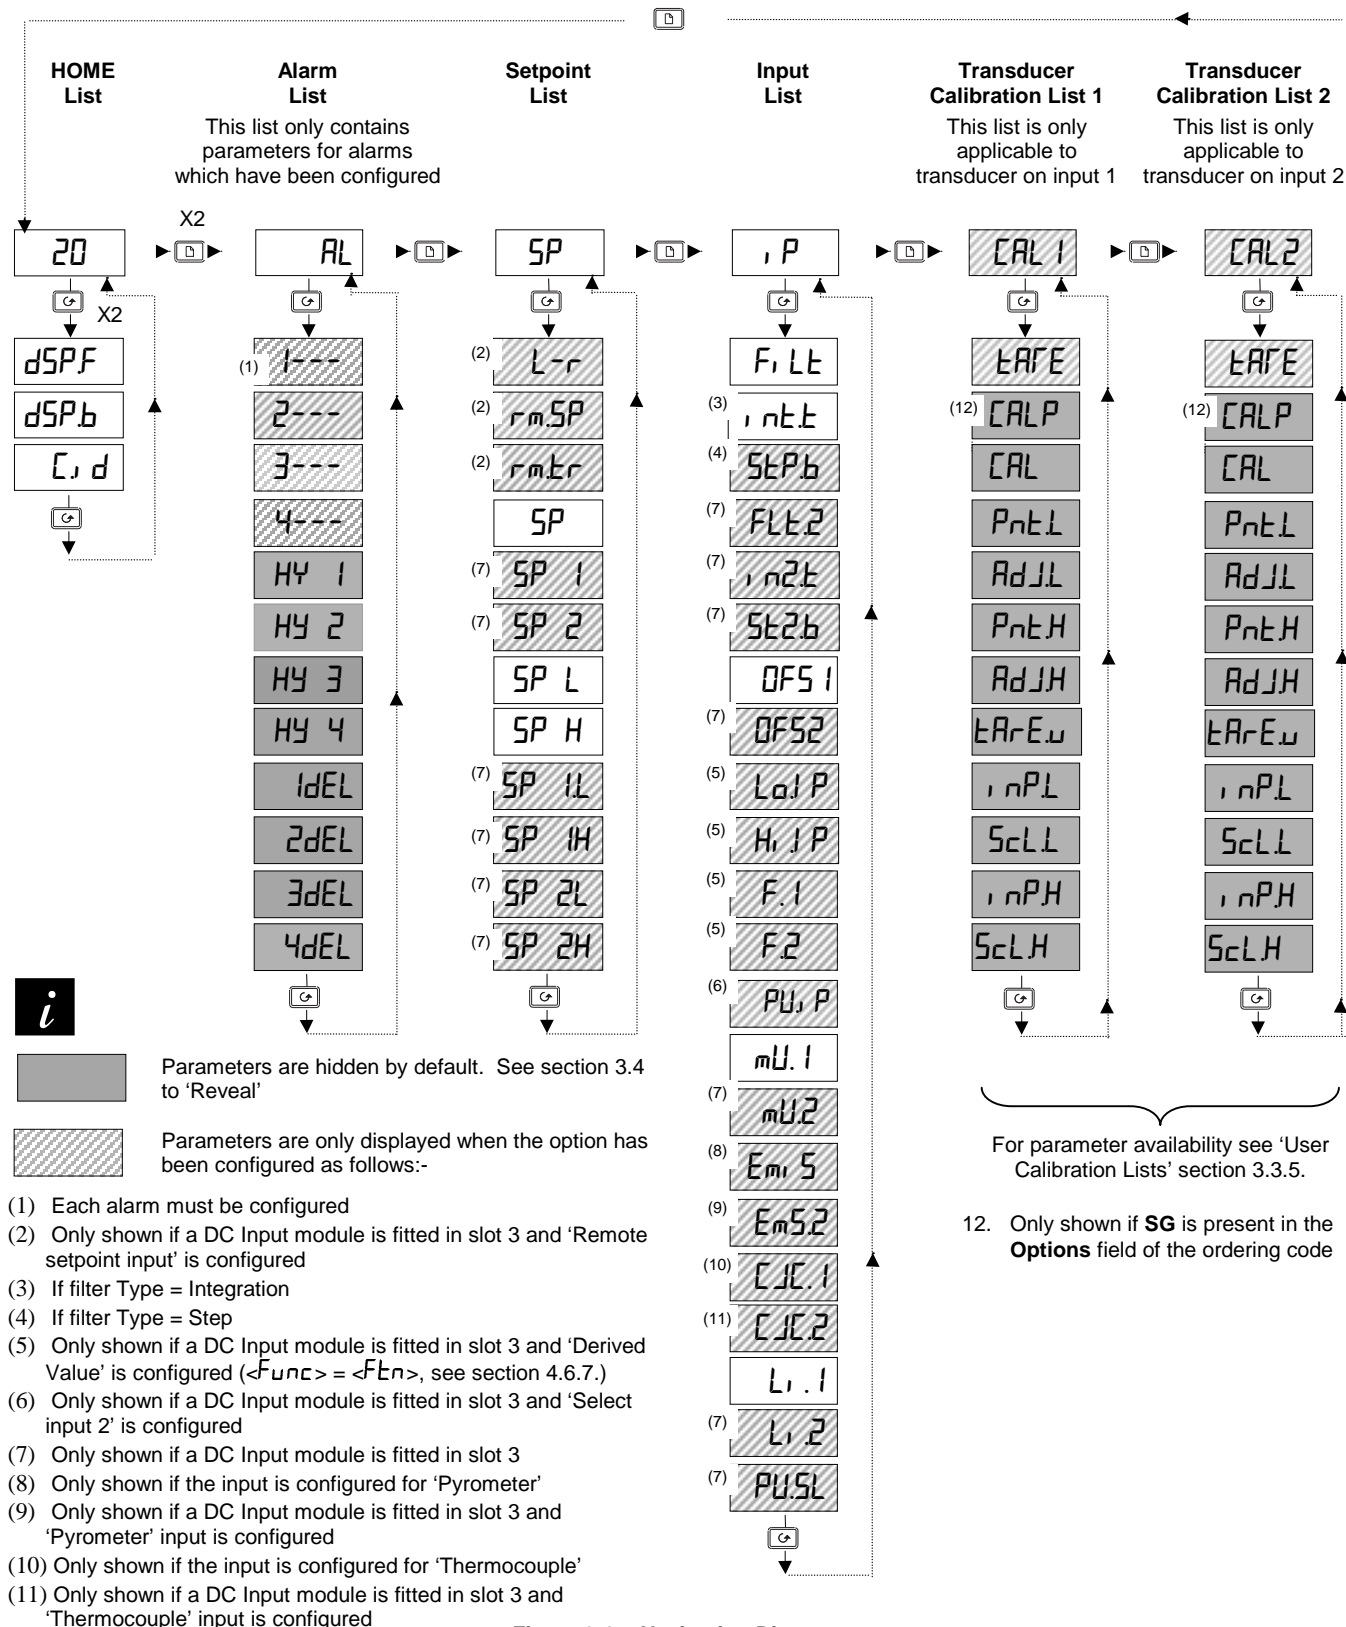 HOME
List
Alarm
List
This list only contains
parameters for alarms
which have been configured
Setpoint
List
Input
List
Transducer
Calibration List 1
This list is only
applicable to
transducer on input 1
Transducer
Calibration List 2
This list is only
applicable to
transducer on input 2
20
X2
AL
SP
iP
CAL1
CAL2
X2
dSP.F
dSP.b
C.id
(1) 1---
2---
3---
4---
HY 1
HY 2
HY 3
HY 4
1dEL
2dEL
3dEL
4dEL
(2) L-r
(2) rm.SP
(2) rm.tr
SP
(7) SP 1
(7) SP 2
SP L
SP H
(7) SP 1.L
(7) SP 1H
(7) SP 2L
(7) SP 2H
FiLt
(3) int.t
(4) StP.b
(7) FLt.2
(7) in2.t
(7) St2.b
OFS1
(7) OFS2
(5) Lo.IP
(5) Hi.IP
(5) F.1
(5) F.2
(6) PV.iP
mV.1
(7) mV.2
(8) EmiS
(9) EmS.2
(10) CJC.1
(11) CJC.2
Li.1
(7) Li.2
(7) PV.SL
tArE
(12) CALP
CAL
Pnt.L
AdJ.L
Pnt.H
AdJ.H
tArE.u
inP.L
ScL.L
inP.H
ScL.H
tArE
(12) CALP
CAL
Pnt.L
AdJ.L
Pnt.H
AdJ.H
tArE.u
inP.L
ScL.L
inP.H
ScL.H
i
Parameters are hidden by default. See section 3.4
to ‘Reveal’
Parameters are only displayed when the option has
been configured as follows:-
(1) Each alarm must be configured
(2) Only shown if a DC Input module is fitted in slot 3 and ‘Remote
setpoint input’ is configured
(3) If filter Type = Integration
(4) If filter Type = Step
(5) Only shown if a DC Input module is fitted in slot 3 and ‘Derived
Value’ is configured (<Func> = <Ftn>, see section 4.6.7.)
(6) Only shown if a DC Input module is fitted in slot 3 and ‘Select
input 2’ is configured
(7) Only shown if a DC Input module is fitted in slot 3
(8) Only shown if the input is configured for ‘Pyrometer’
(9) Only shown if a DC Input module is fitted in slot 3 and
‘Pyrometer’ input is configured
(10) Only shown if the input is configured for ‘Thermocouple’
(11) Only shown if a DC Input module is fitted in slot 3 and
‘Thermocouple’ input is configured
For parameter availability see ‘User
Calibration Lists’ section 3.3.5.
12. Only shown if SG is present in the
Options field of the ordering code